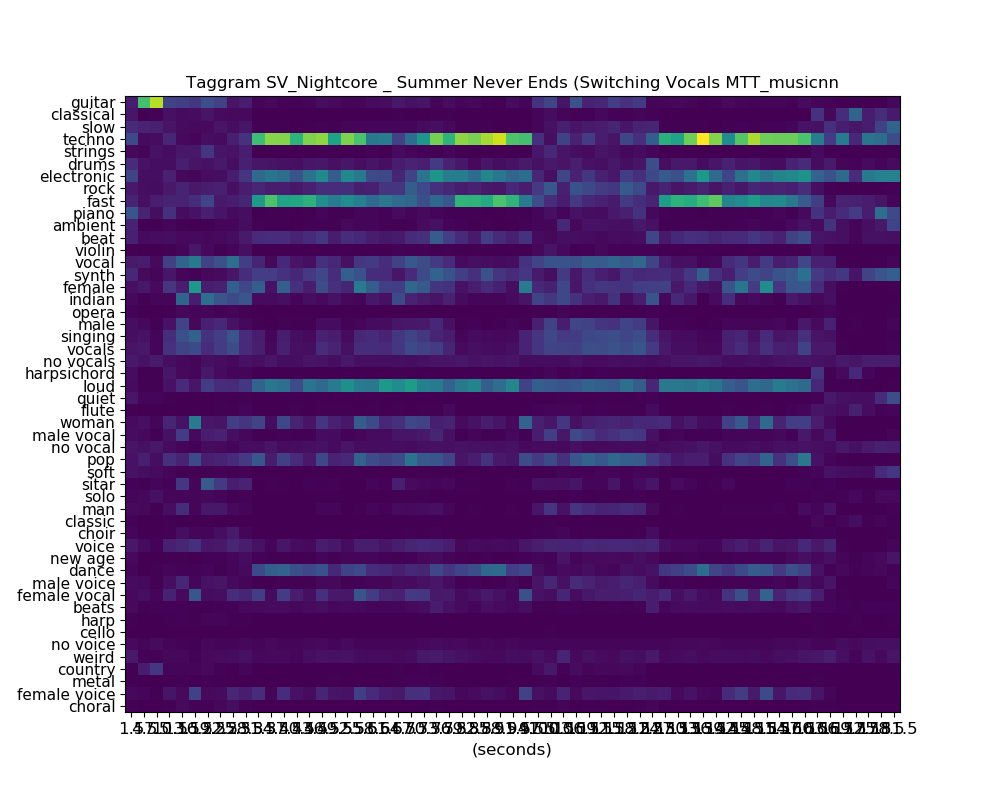 Taggram SV_Nightcore _ Summer Never Ends (Switching Vocals MTT_musicnn
guitar
classical
slow
techno
strings
drums
electronic
rock
fast
piano
ambient
beat
violin
vocal
synth
female
indian
opera
male
singing
vocals
no vocals
harpsichord
loud
quiet
flute
woman
male vocal
no vocal
pop
soft
sitar
solo
man
classic
choir
voice
new age
dance
male voice
female vocal
beats
harp
cello
no voice
weird
country
metal
female voice
choral
(seconds)